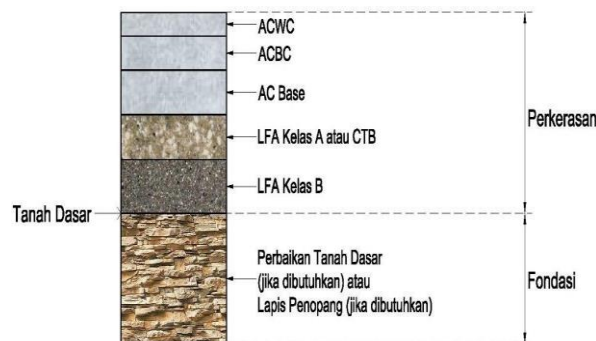 ACWC
ACBC
AC Base
Perkerasan
LFA Kelas A atau CTB
LFA Kelas B
Tanah Dasar
Perbaikan Tanah Dasar
(jika dibutuhkan) atau
Lapis Penopang (jika dibutuhkan)
Fondasi